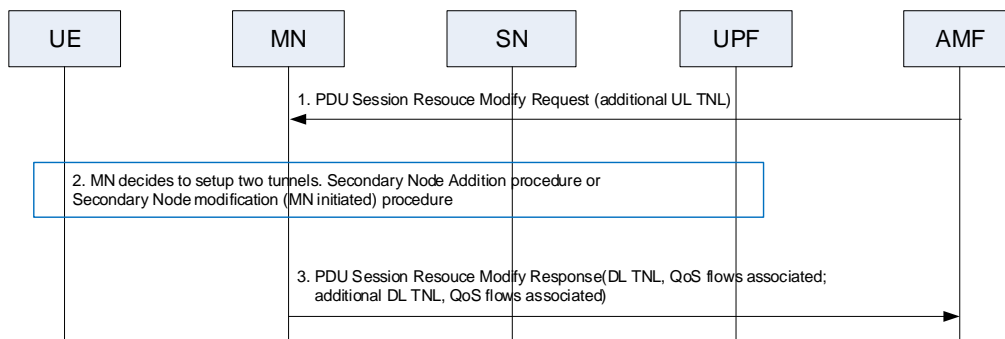 UE MN SN UPF AMF
1. PDU Session Resouce Modify Request (additional UL TNL)
2. MN decides to setup two tunnels. Secondary Node Addition procedure or
Secondary Node modification (MN initiated) procedure
3. PDU Session Resouce Modify Response(DL TNL, QoS flows associated;
additional DL TNL, QoS flows associated)